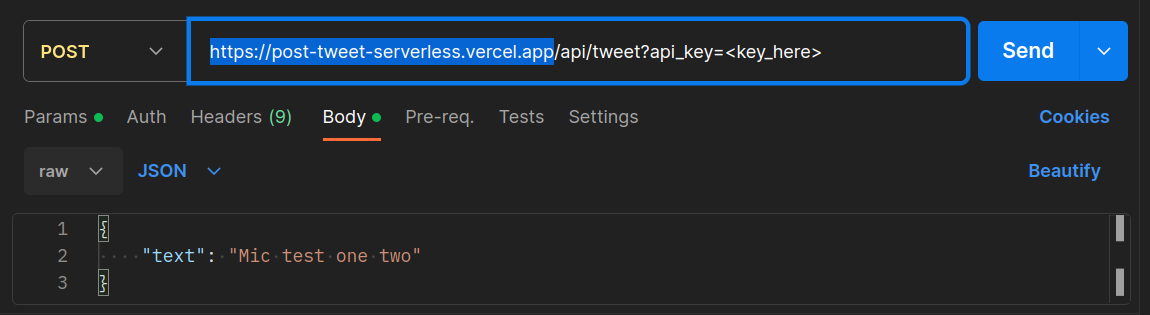 POST https://post-tweet-serverless.vercel.app/api/tweet?api_key=<key_here> Send
Params Auth Headers (9) Body Pre-req. Tests Settings Cookies
raw JSON Beautify
1 {
2 "text": "Mic test one two"
3 }